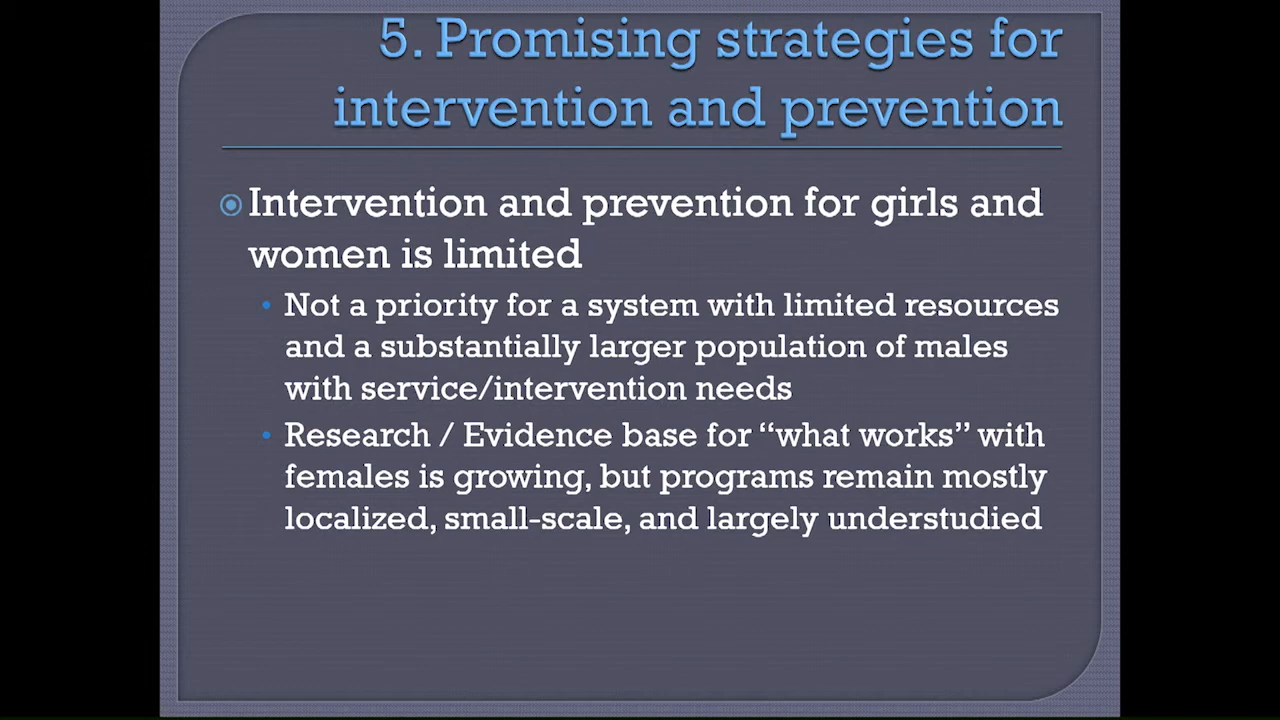 5. Promising strategies for
intervention and prevention
Intervention and prevention for girls and
women is limited
• Not a priority for a system with limited resources
and a substantially larger population of males
with service/intervention needs
• Research / Evidence base for “what works” with
females is growing, but programs remain mostly
localized, small-scale, and largely understudied